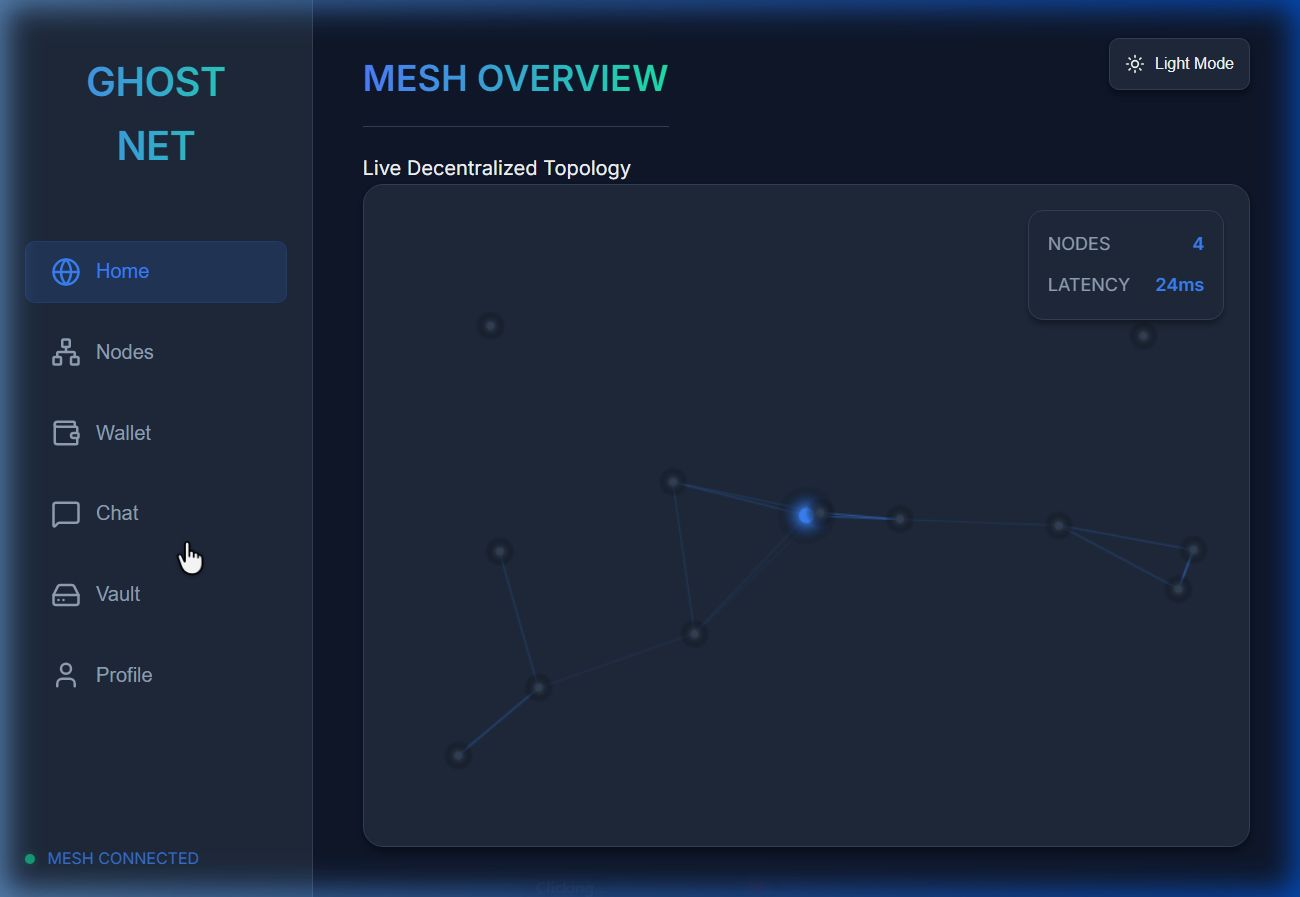 GHOST
NET
Home
Nodes
Wallet
Chat
Vault
Profile
MESH CONNECTED
MESH OVERVIEW
Light Mode
Live Decentralized Topology
NODES 4
LATENCY 24ms
Clicking...